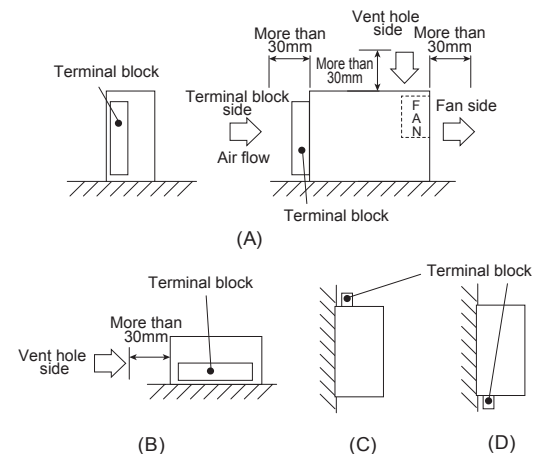 Vent hole
side
More than
30mm
More than
30mm
More than
30mm
Terminal block
Terminal block
side
Air flow
F
A
N
Fan side
Terminal block
(A)
Terminal block
More than
30mm
Vent hole
side
Terminal block
(B)
(C)
(D)